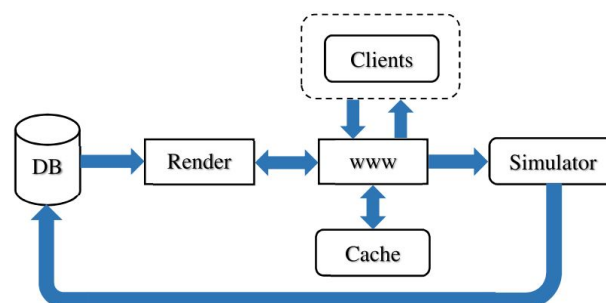 Clients
DB
Render
www
Simulator
Cache